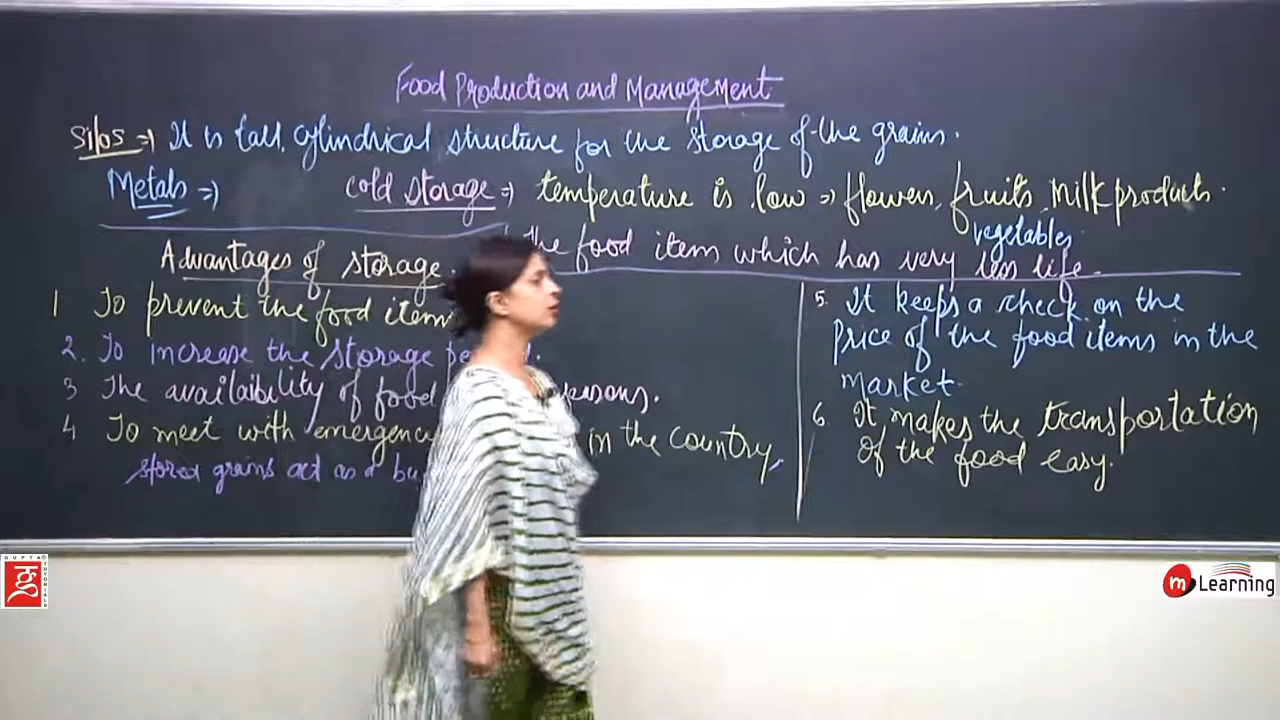 Food Production and Management
Silos => It is tall, cylindrical structure for the storage of the grains.
Metals => cold storage => temperature is low => flowers, fruits, Milk products.
vegetables
the food item which has very less life.
Advantages of storage.
1 To prevent the food item
2. To increase the storage
3 The availability of food
4 To meet with in the country,
stored grains act as a
5. It keeps a check on the
Price of the food items in the
market.
6. It makes the transportation
Of the food easy.
GUPTA
TUTORIALS
m Learning